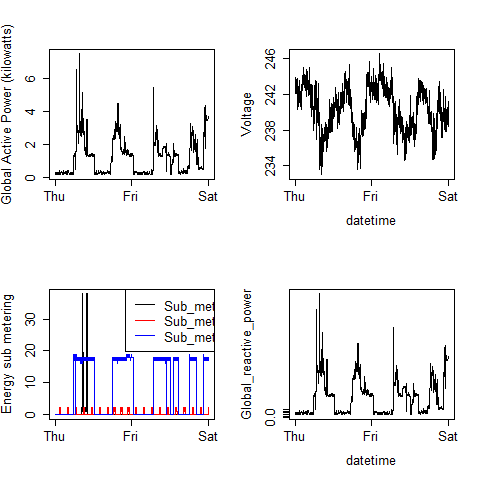 Global Active Power (kilowatts)
0 2 4 6
Thu Fri Sat
Voltage
234 238 242 246
Thu Fri Sat
datetime
Energy sub metering
0 10 20 30
Sub_met
Sub_met
Sub_met
Thu Fri Sat
Global_reactive_power
0.0
Thu Fri Sat
datetime